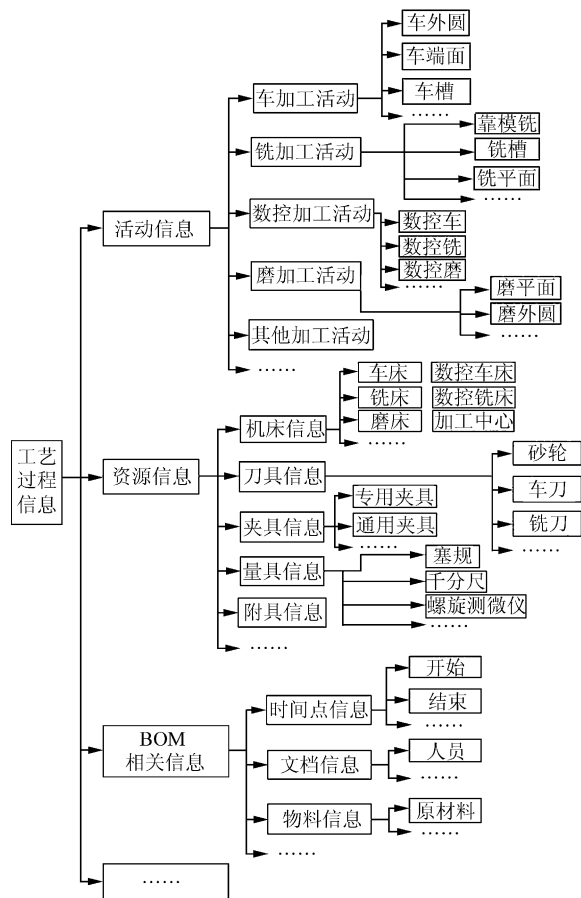 工艺
过程
信息
活动信息
车加工活动
车外圆
车端面
车槽
……
铣加工活动
靠模铣
铣槽
铣平面
……
数控加工活动
数控车
数控铣
数控磨
……
磨加工活动
磨平面
磨外圆
……
其他加工活动
……
资源信息
机床信息
车床 数控车床
铣床 数控铣床
磨床 加工中心
……
刀具信息
砂轮
车刀
铣刀
……
夹具信息
专用夹具
通用夹具
……
量具信息
塞规
千分尺
螺旋测微仪
……
附具信息
……
BOM
相关信息
时间点信息
开始
结束
……
文档信息
人员
……
物料信息
原材料
……
……
……